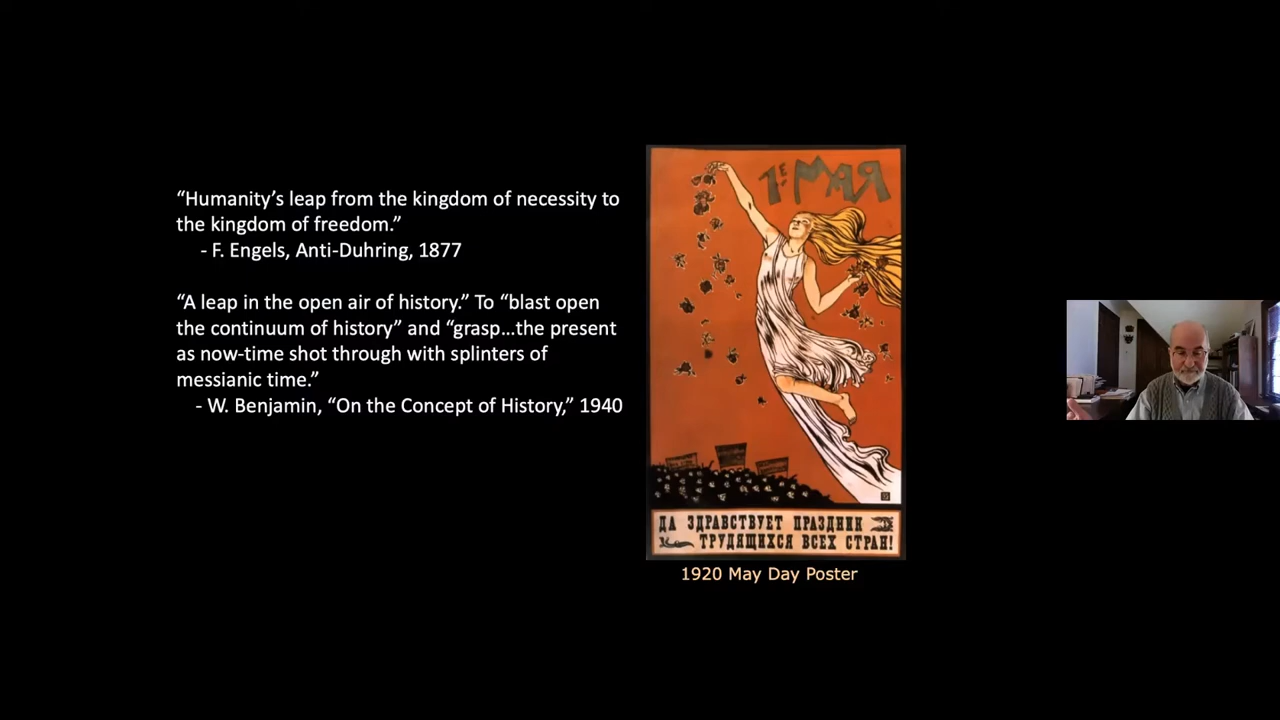 “Humanity’s leap from the kingdom of necessity to
the kingdom of freedom.”
- F. Engels, Anti-Duhring, 1877
“A leap in the open air of history.” To “blast open
the continuum of history” and “grasp...the present
as now-time shot through with splinters of
messianic time.”
- W. Benjamin, “On the Concept of History,” 1940
1Е МАЯ
ДА ЗДРАВСТВУЕТ ПРАЗДНИК
ТРУДЯЩИХСЯ ВСЕХ СТРАН!
1920 May Day Poster